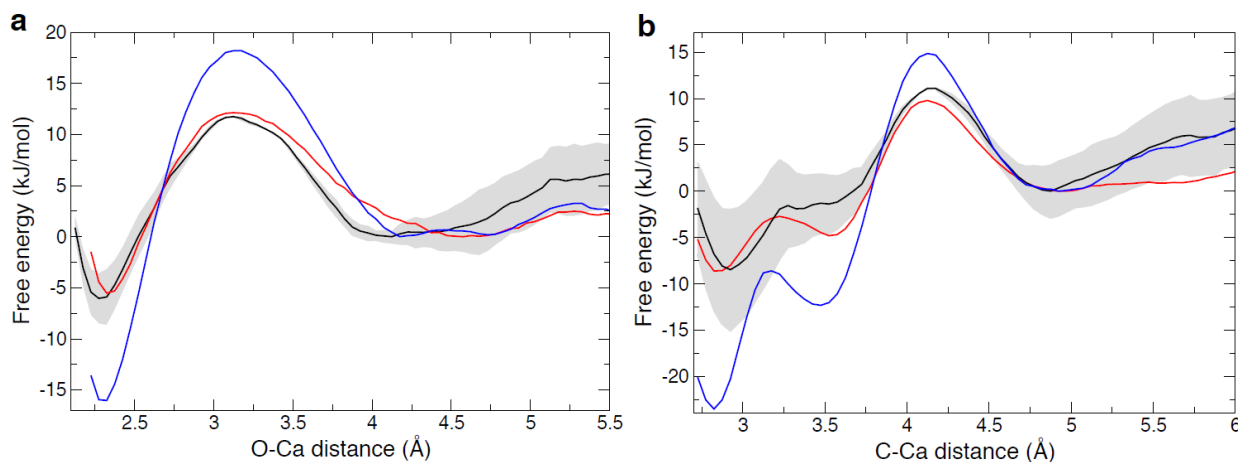 a
20
15
10
5
0
-5
-10
-15
Free energy (kJ/mol)
2.5 3 3.5 4 4.5 5 5.5
O-Ca distance (Å)
b
15
10
5
0
-5
-10
-15
-20
Free energy (kJ/mol)
3 3.5 4 4.5 5 5.5 6
C-Ca distance (Å)